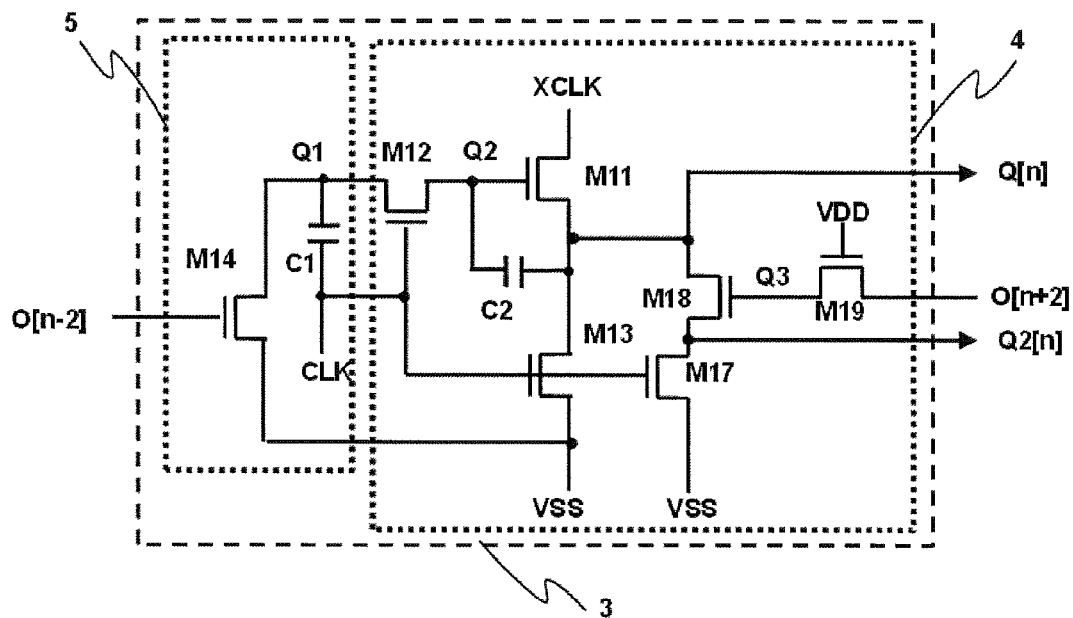 5
4
XCLK
Q1
M12
Q2
M11
Q[n]
VDD
M14
C1
C2
M18
Q3
M19
O[n+2]
O[n-2]
M13
Q2[n]
CLK
M17
VSS
VSS
3